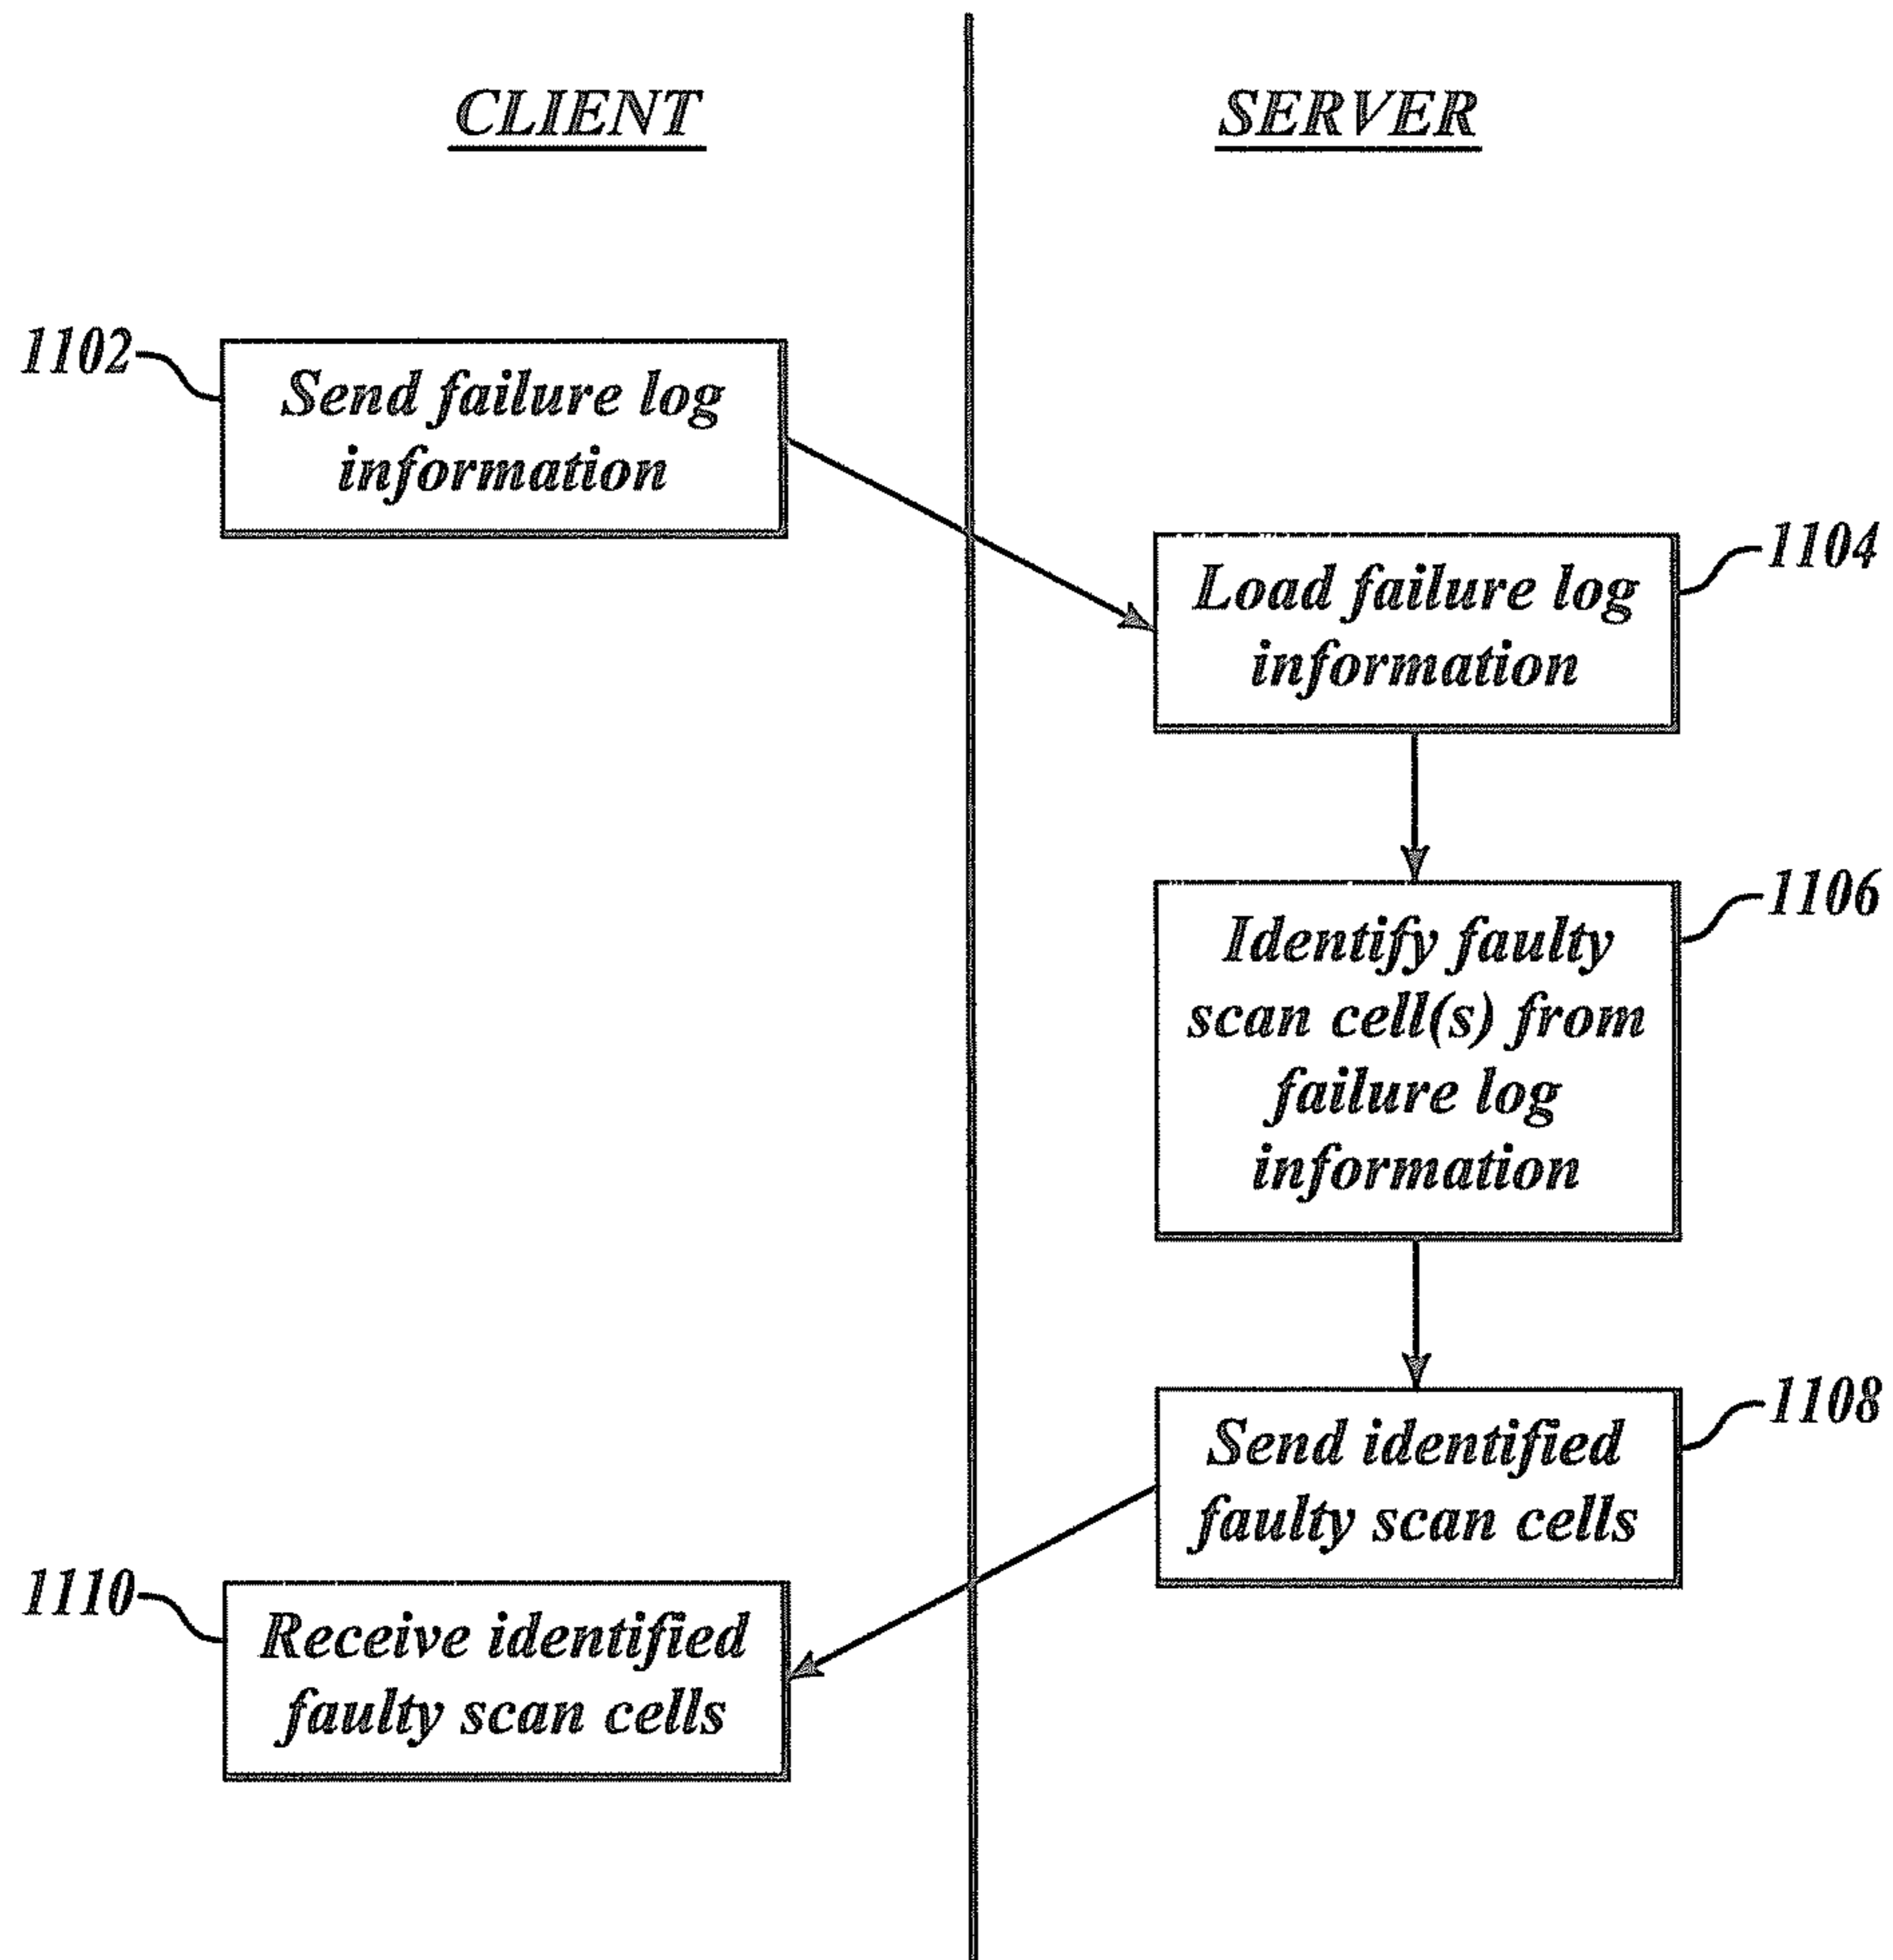 CLIENT
SERVER
1102
Send failure log
information
1104
Load failure log
information
1106
Identify faulty
scan cell(s) from
failure log
information
1108
Send identified
faulty scan cells
1110
Receive identified
faulty scan cells